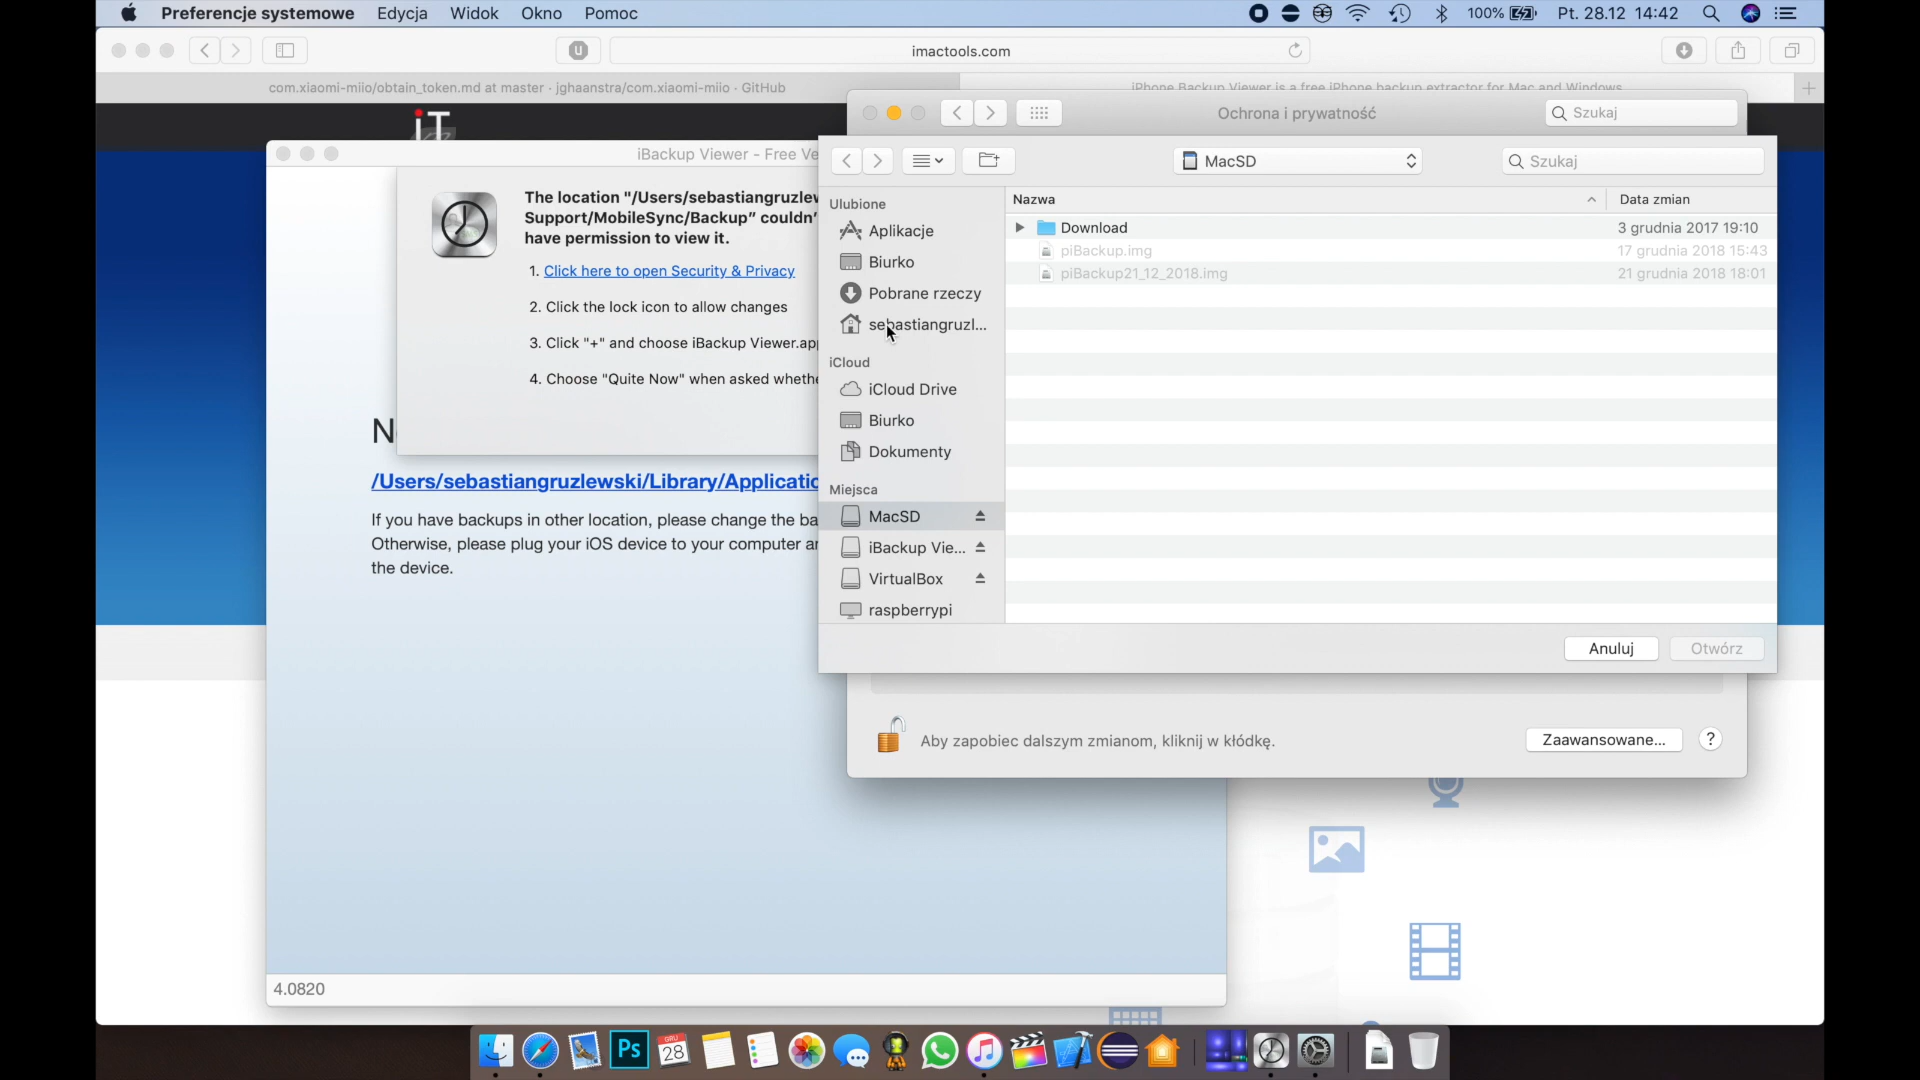 Preferencje systemowe Edycja Widok Okno Pomoc 100% Pt. 28.12 14:42
imactools.com
com.xiaomi-miio/obtain_token.md at master · jghaanstra/com.xiaomi-miio · GitHub
iPhone Backup Viewer is a free iPhone backup extractor for Mac and Windows
iT
Ochrona i prywatność
Szukaj
iBackup Viewer - Free Ve
The location "/Users/sebastiangruzlew
Support/MobileSync/Backup" couldn'
have permission to view it.
1. Click here to open Security & Privacy
2. Click the lock icon to allow changes
3. Click "+" and choose iBackup Viewer.ap
4. Choose "Quite Now" when asked wheth
/Users/sebastiangruzlewski/Library/Applicatio
If you have backups in other location, please change the ba
Otherwise, please plug your iOS device to your computer a
the device.
4.0820
MacSD
Szukaj
Ulubione
Aplikacje
Biurko
Pobrane rzeczy
sebastiangruzl...
iCloud
iCloud Drive
Biurko
Dokumenty
Miejsca
MacSD
iBackup Vie...
VirtualBox
raspberrypi
Nazwa Data zmian
Download 3 grudnia 2017 19:10
piBackup.img 17 grudnia 2018 15:43
piBackup21_12_2018.img 21 grudnia 2018 18:01
Anuluj Otwórz
Aby zapobiec dalszym zmianom, kliknij w kłódkę.
Zaawansowane... ?
Ps
GRU
28